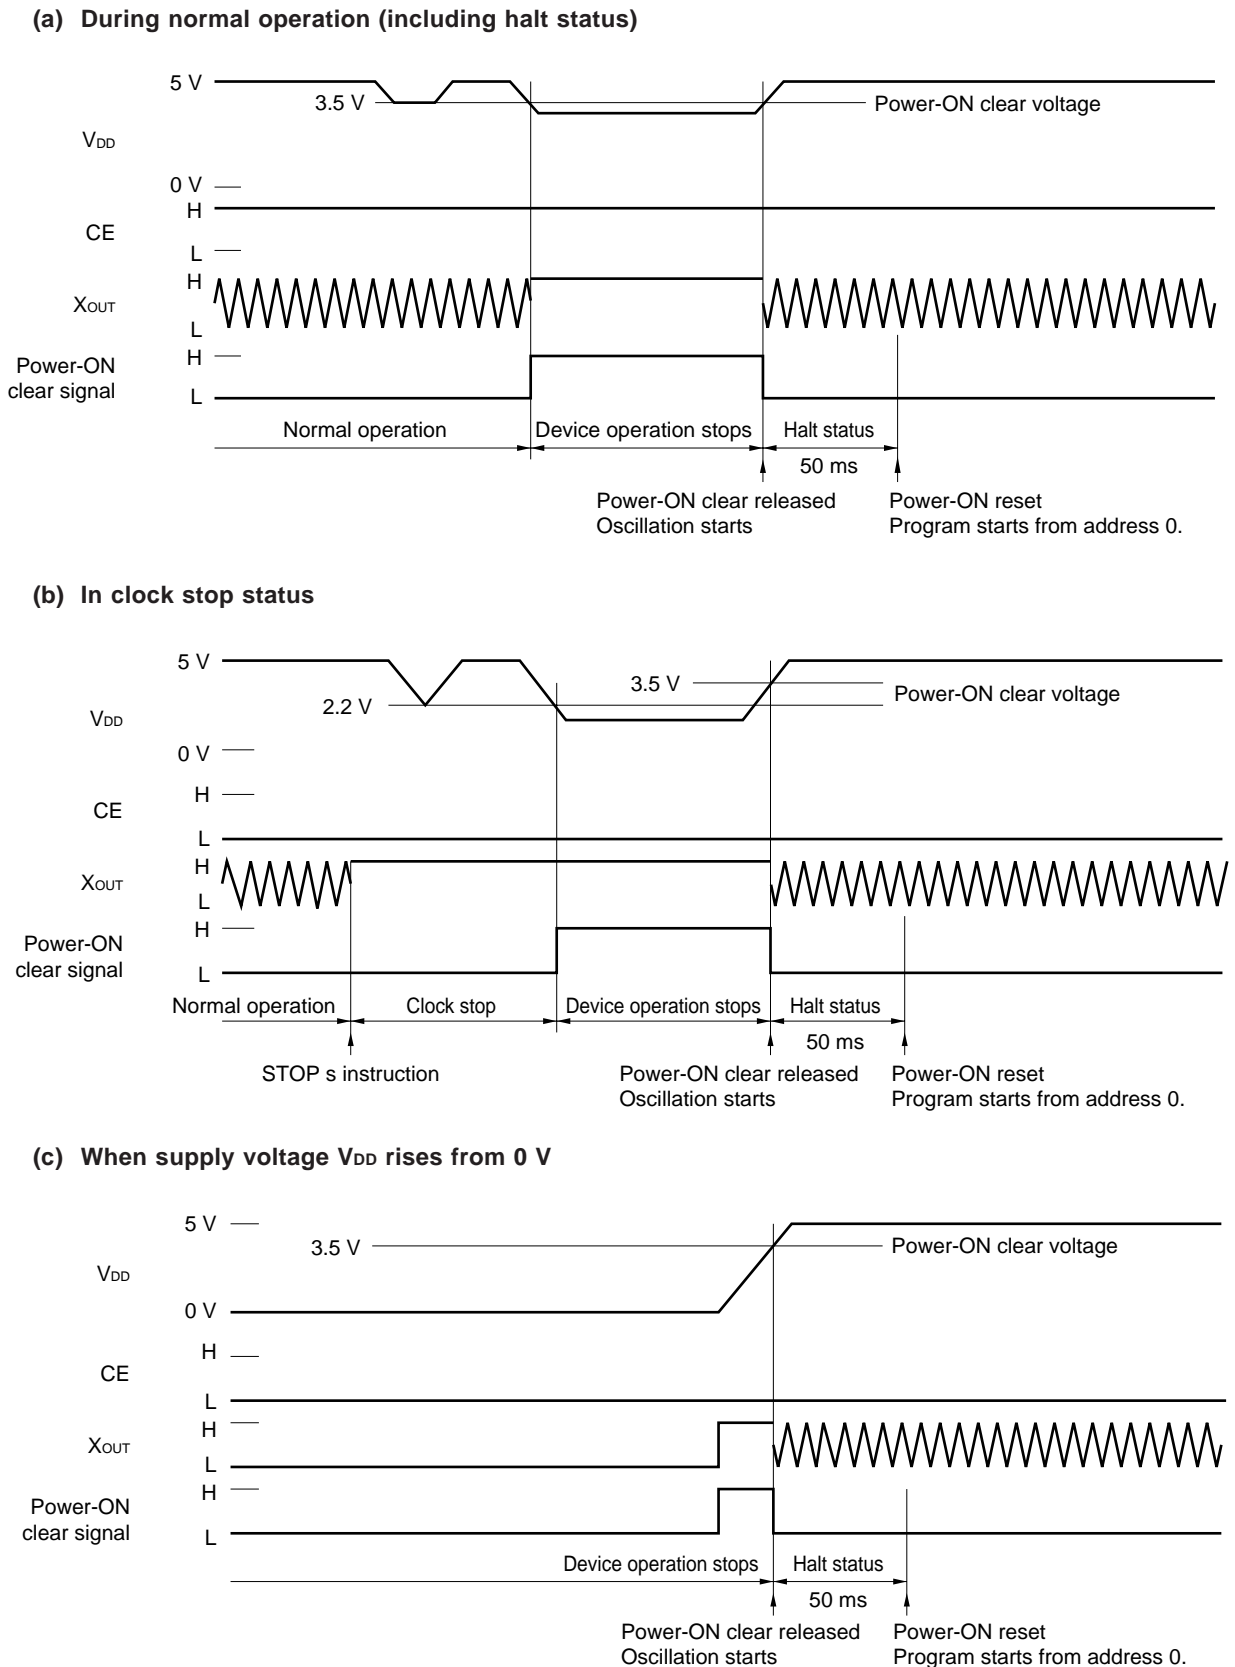 (a) During normal operation (including halt status)
5 V
3.5 V
Power-ON clear voltage
VDD
0 V
H
CE
L
H
XOUT
L
Power-ON
clear signal
H
L
Normal operation
Device operation stops
Halt status
50 ms
Power-ON clear released
Oscillation starts
Power-ON reset
Program starts from address 0.
(b) In clock stop status
5 V
3.5 V
Power-ON clear voltage
2.2 V
VDD
0 V
H
CE
L
H
XOUT
L
H
Power-ON
clear signal
L
Normal operation
Clock stop
Device operation stops
Halt status
50 ms
STOP s instruction
Power-ON clear released
Oscillation starts
Power-ON reset
Program starts from address 0.
(c) When supply voltage VDD rises from 0 V
5 V
3.5 V
Power-ON clear voltage
VDD
0 V
H
CE
L
H
XOUT
L
H
Power-ON
clear signal
L
Device operation stops
Halt status
50 ms
Power-ON clear released
Oscillation starts
Power-ON reset
Program starts from address 0.